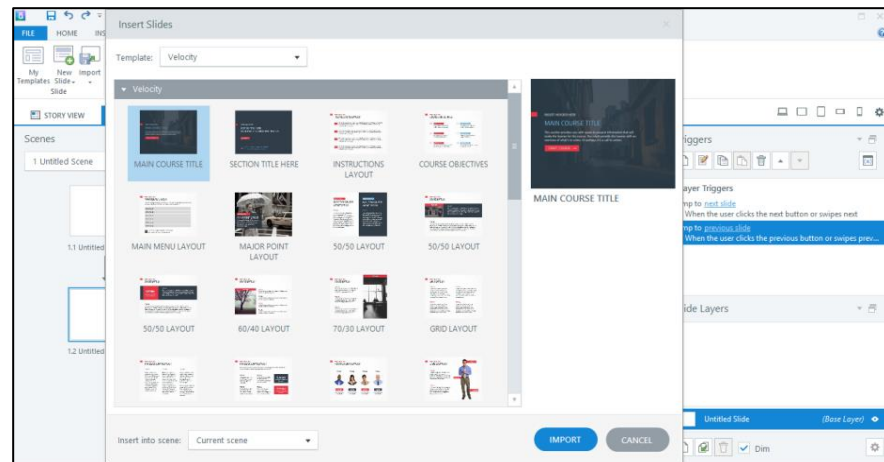 FILE
HOME
INS
My
Templates
New
Slide
Import
Slide
STORY VIEW
Scenes
1 Untitled Scene
1.1 Untitled
1.2 Untitled
Insert Slides
Template: Velocity
Velocity
MAIN COURSE TITLE
SECTION TITLE HERE
INSTRUCTIONS
LAYOUT
COURSE OBJECTIVES
MAIN MENU LAYOUT
MAJOR POINT
LAYOUT
50/50 LAYOUT
50/50 LAYOUT
50/50 LAYOUT
60/40 LAYOUT
70/30 LAYOUT
GRID LAYOUT
MAIN COURSE TITLE
MAIN COURSE TITLE
Insert into scene: Current scene
IMPORT
CANCEL
iggers
ayer Triggers
mp to next slide
When the user clicks the next button or swipes next
mp to previous slide
When the user clicks the previous button or swipes prev...
ide Layers
Untitled Slide
(Base Layer)
Dim